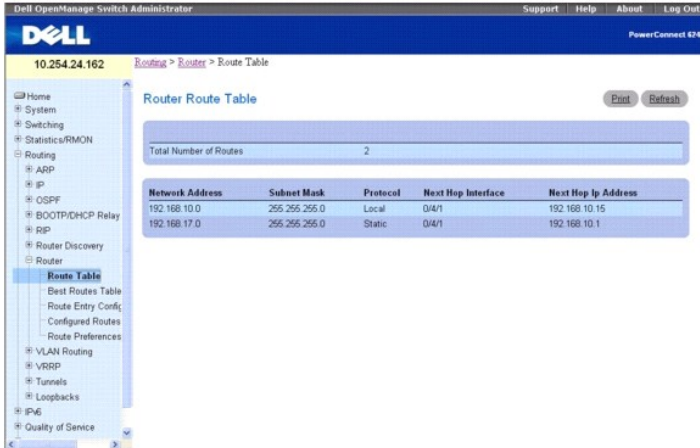 Dell OpenManage Switch Administrator
Support Help About Log Out
DELL
PowerConnect 624
10.254.24.162
Routing > Router > Route Table
Home
System
Switching
Statistics/RMON
Routing
ARP
IP
OSPF
BOOTP/DHCP Relay
RIP
Router Discovery
Router
Route Table
Best Routes Table
Route Entry Config
Configured Routes
Route Preferences
VLAN Routing
VRRP
Tunnels
Loopbacks
IPv6
Quality of Service
Router Route Table
Print Refresh
Total Number of Routes 2
Network Address Subnet Mask Protocol Next Hop Interface Next Hop Ip Address
192.168.10.0 255.255.255.0 Local 0/4/1 192.168.10.15
192.168.17.0 255.255.255.0 Static 0/4/1 192.168.10.1